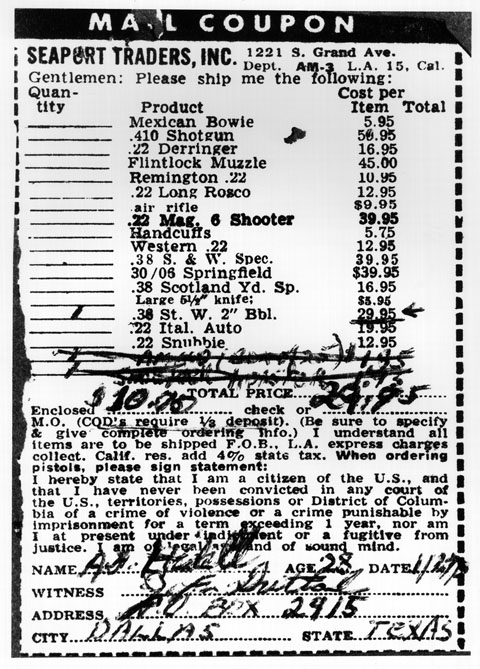 MAIL COUPON
SEAPORT TRADERS, INC. 1221 S. Grand Ave.
Dept. AM-3 L.A. 15, Cal.
Gentlemen: Please ship me the following:
Quan- Cost per
tity Product Item Total
Mexican Bowie 5.95
.410 Shotgun 50.95
.22 Derringer 16.95
Flintlock Muzzle 45.00
Remington .22 10.95
.22 Long Rosco 12.95
air rifle $9.95
.22 Mag. 6 Shooter 39.95
Handcuffs 5.75
Western .22 12.95
.38 S. & W. Spec. 39.95
30/06 Springfield $39.95
.38 Scotland Yd. Sp. 16.95
Large 6½" knife; $5.95
1 .38 St. W. 2" Bbl. 29.95 ←
.22 Ital. Auto 19.95
.22 Snubbie 12.95
TOTAL PRICE 29.95
Enclosed $10.00 check or
M.O. (COD's require ⅓ deposit). (Be sure to specify
& give complete ordering info.) I understand all
items are to be shipped F.O.B., L.A. express charges
collect. Calif. res. add 4% state tax. When ordering
pistols, please sign statement:
I hereby state that I am a citizen of the U.S., and
that I have never been convicted in any court of
the U.S., territories, possessions or District of Colum-
bia of a crime of violence or a crime punishable by
imprisonment for a term exceeding 1 year, nor am
I at present under indictment or a fugitive from
justice. I am of legal age and of sound mind.
NAME A.J. Hidell AGE 28 DATE 1/27
WITNESS D.F. Drittal
ADDRESS P.O. BOX 2915
CITY DALLAS STATE TEXAS